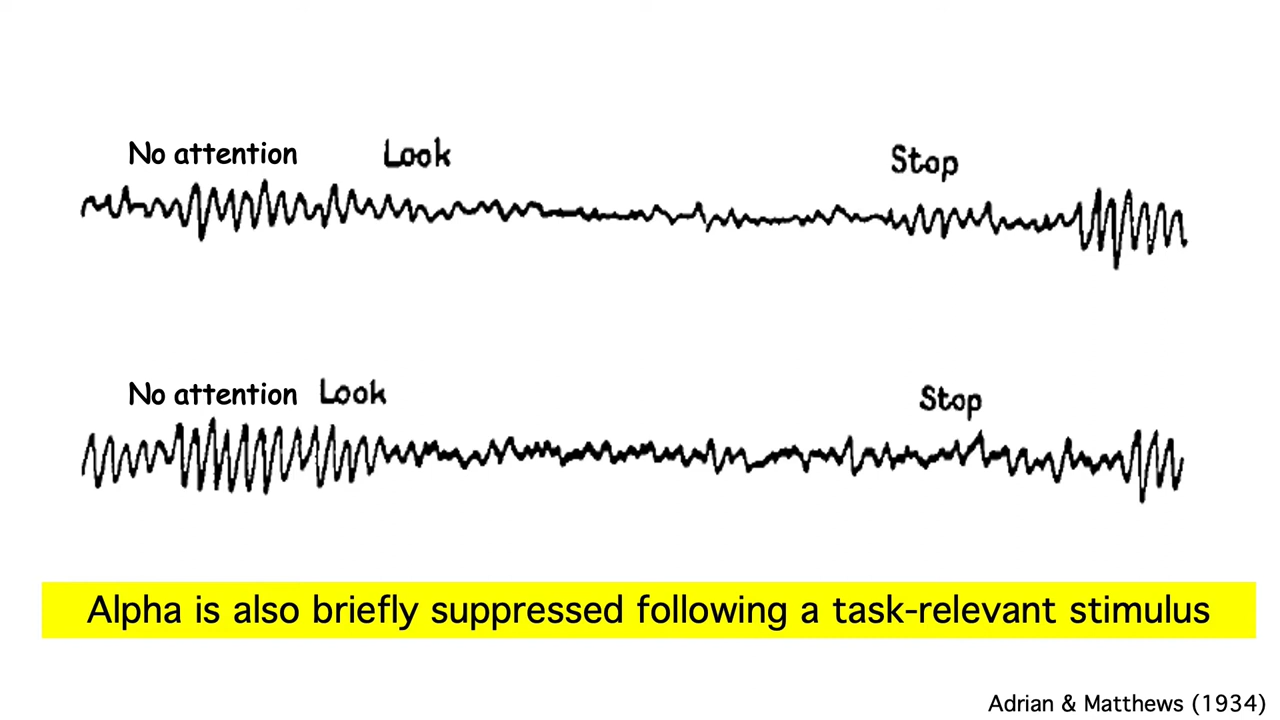 No attention Look Stop
No attention Look Stop
Alpha is also briefly suppressed following a task-relevant stimulus
Adrian & Matthews (1934)